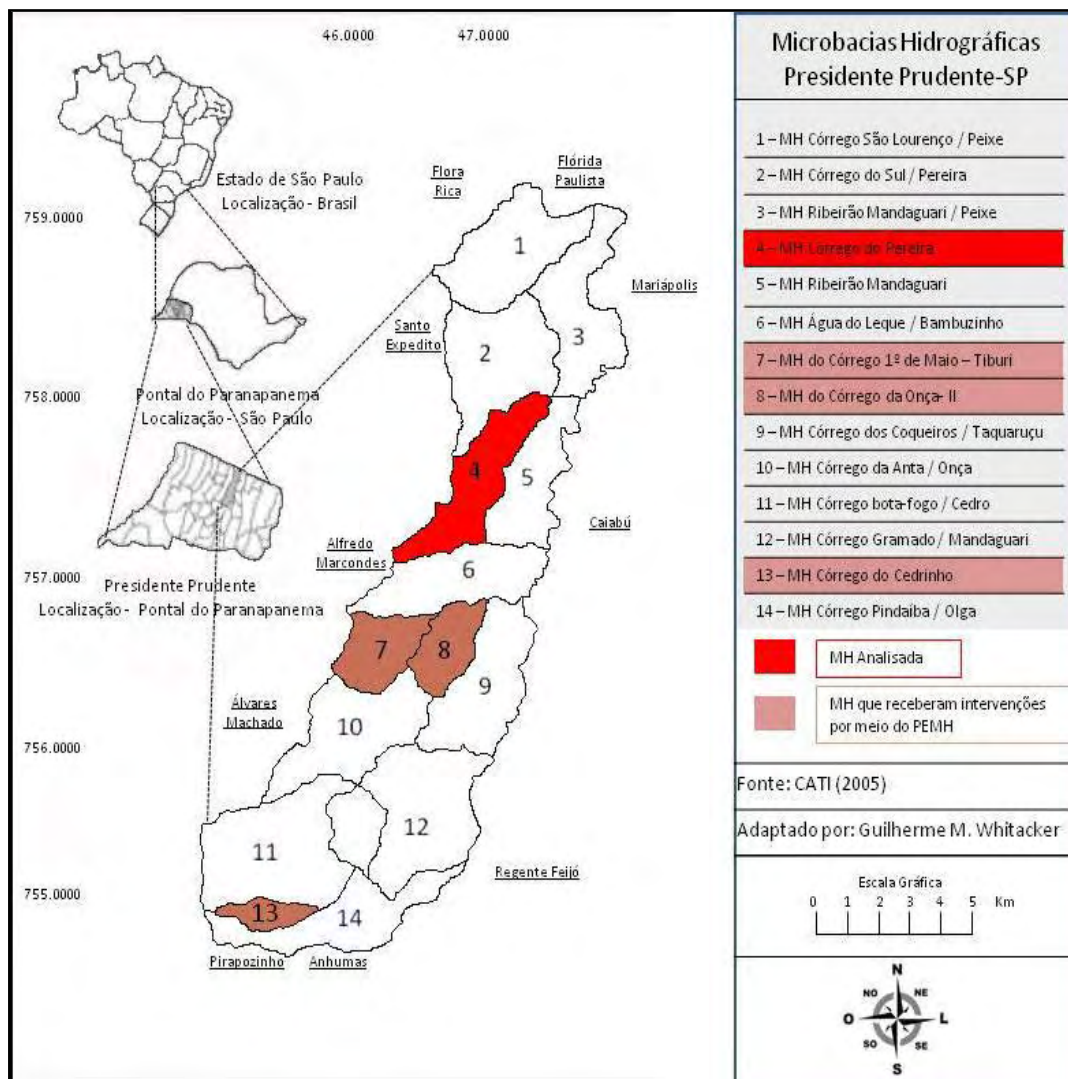 46.0000
47.0000
Flora
Rica
Flórida
Paulista
Estado de São Paulo
Localização - Brasil
759.0000
1
Mariápolis
Santo
Expedito
2
3
758.0000
Pontal do Paranapanema
Localização - São Paulo
4
5
Caiabú
Alfredo
Marcondes
757.0000
6
Presidente Prudente
Localização - Pontal do Paranapanema
7
8
9
Álvares
Machado
10
756.0000
12
11
Regente Feijó
755.0000
13
14
Pirapozinho
Anhumas
Microbacias Hidrográficas
Presidente Prudente-SP
1 – MH Córrego São Lourenço / Peixe
2 – MH Córrego do Sul / Pereira
3 – MH Ribeirão Mandaguari / Peixe
4 – MH Córrego do Pereira
5 – MH Ribeirão Mandaguari
6 – MH Água do Leque / Bambuzinho
7 – MH do Córrego 1º de Maio – Tiburi
8 – MH do Córrego da Onça- II
9 – MH Córrego dos Coqueiros / Taquaruçu
10 – MH Córrego da Anta / Onça
11 – MH Córrego bota-fogo / Cedro
12 – MH Córrego Gramado / Mandaguari
13 – MH Córrego do Cedrinho
14 – MH Córrego Pindaíba / Olga
MH Analisada
MH que receberam intervenções
por meio do PEMH
Fonte: CATI (2005)
Adaptado por: Guilherme M. Whitacker
Escala Gráfica
0 1 2 3 4 5 Km
N
NO NE
O L
SO SE
S